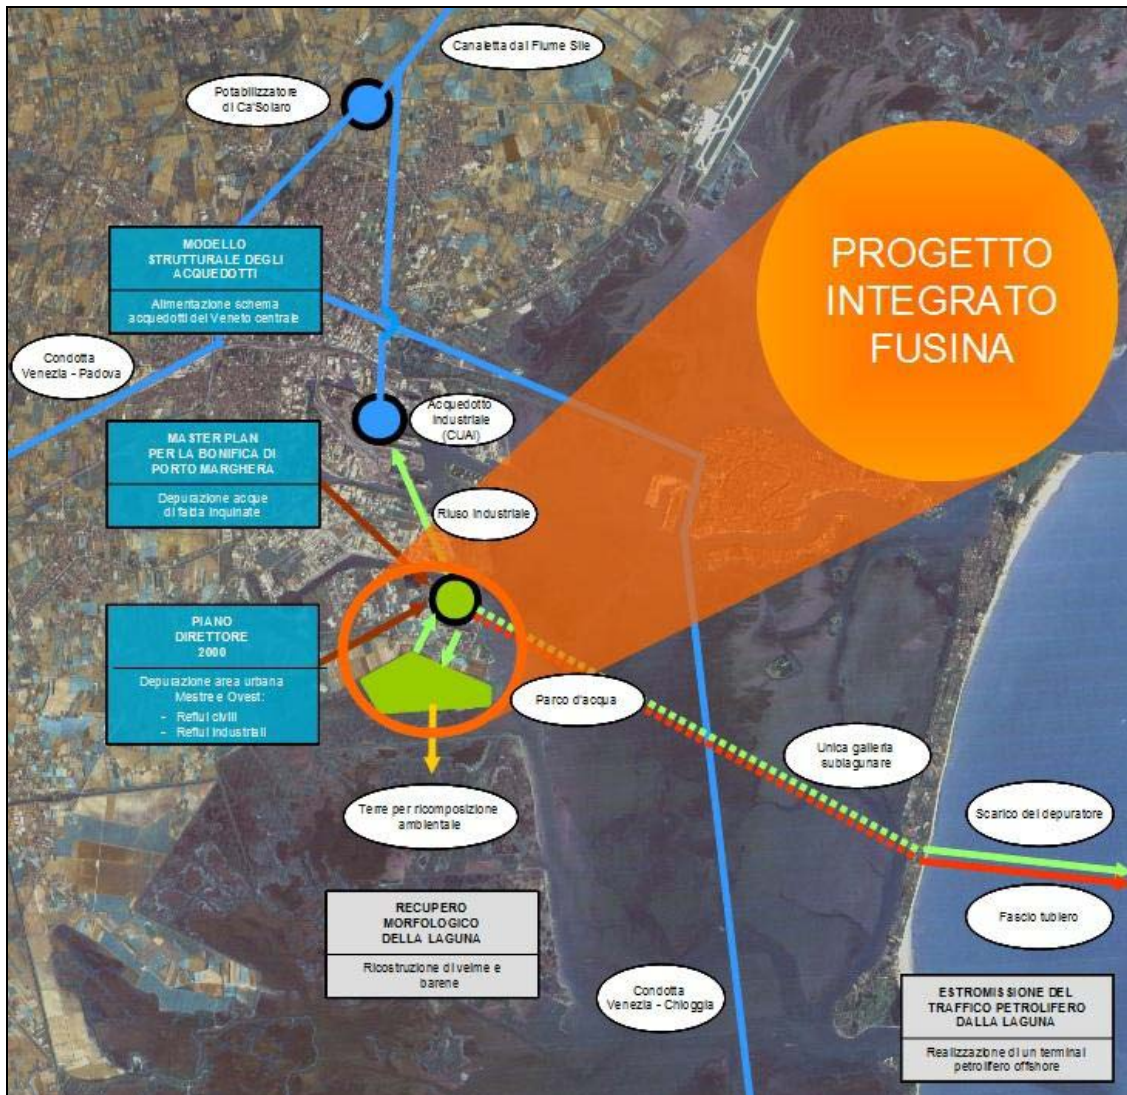 Canaletta dal Fiume Sile
Potabilizzatore
di Ca'Solaro
PROGETTO
INTEGRATO
FUSINA
MODELLO
STRUTTURALE DEGLI
ACQUEDOTTI
Alimentazione schema
acquedotti del Veneto centrale
Condotta
Venezia - Padova
Acquedotto
Industriale
(CUAI)
MASTER PLAN
PER LA BONIFICA DI
PORTO MARGHERA
Depurazione acque
di falda inquinate
Riuso industriale
PIANO
DIRETTORE
2000
Depurazione area urbana
Mestre e Ovest:
- Reflui civili
- Reflui industriali
Parco d'acqua
Unica galleria
sublagunare
Terre per ricomposizione
ambientale
Scarico del depuratore
Fascio tubiero
RECUPERO
MORFOLOGICO
DELLA LAGUNA
Ricostruzione di velme e
barene
Condotta
Venezia - Chioggia
ESTROMISSIONE DEL
TRAFFICO PETROLIFERO
DALLA LAGUNA
Realizzazione di un terminal
petrolifero offshore